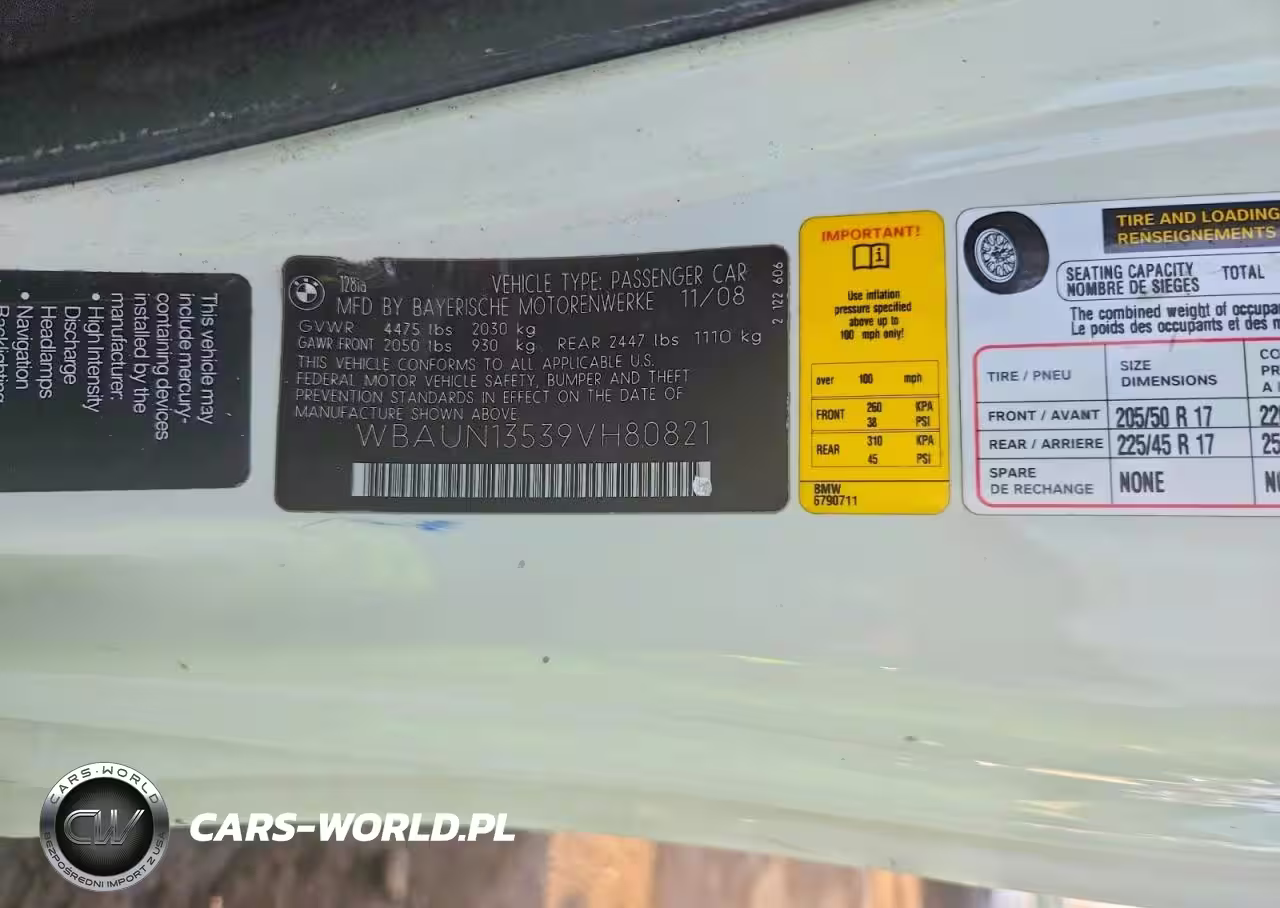 This vehicle may
include mercury-
containing devices
installed by the
manufacturer:
• High Intensity
Discharge
Headlamps
• Navigation
128ia
VEHICLE TYPE: PASSENGER CAR
MFD BY BAYERISCHE MOTORENWERKE 11/08
GVWR 4475 lbs 2030 kg
GAWR FRONT 2050 lbs 930 kg REAR 2447 lbs 1110 kg
THIS VEHICLE CONFORMS TO ALL APPLICABLE U.S.
FEDERAL MOTOR VEHICLE SAFETY, BUMPER AND THEFT
PREVENTION STANDARDS IN EFFECT ON THE DATE OF
MANUFACTURE SHOWN ABOVE.
WBAUN13539VH80821
2 122 606
IMPORTANT!
Use inflation
pressure specified
above up to
100 mph only!
over 100 mph
FRONT 260 KPA
38 PSI
REAR 310 KPA
45 PSI
BMW
6790711
TIRE AND LOADING
RENSEIGNEMENTS
SEATING CAPACITY TOTAL
NOMBRE DE SIEGES
The combined weight of occupa
Le poids des occupants et des
TIRE / PNEU
SIZE
DIMENSIONS
CO
PR
A
FRONT / AVANT 205/50 R 17 22
REAR / ARRIERE 225/45 R 17 25
SPARE
DE RECHANGE
NONE
CARS-WORLD
CW
BEZPOŚREDNI IMPORT Z USA
CARS-WORLD.PL